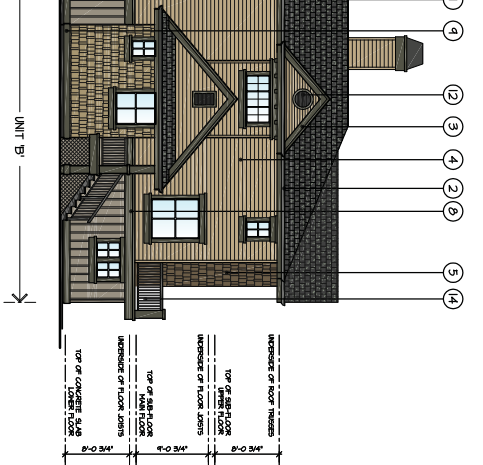 9
12
3
4
2
8
5
14
UNIT 'B'
UNDERSIDE OF ROOF TRUSSES
TOP OF SUB-FLOOR
UPPER FLOOR
UNDERSIDE OF FLOOR JOISTS
TOP OF SUB-FLOOR
MAIN FLOOR
UNDERSIDE OF FLOOR JOISTS
TOP OF CONCRETE SLAB
LOWER FLOOR
8'-0 3/4"
9'-0 3/4"
8'-0 3/4"